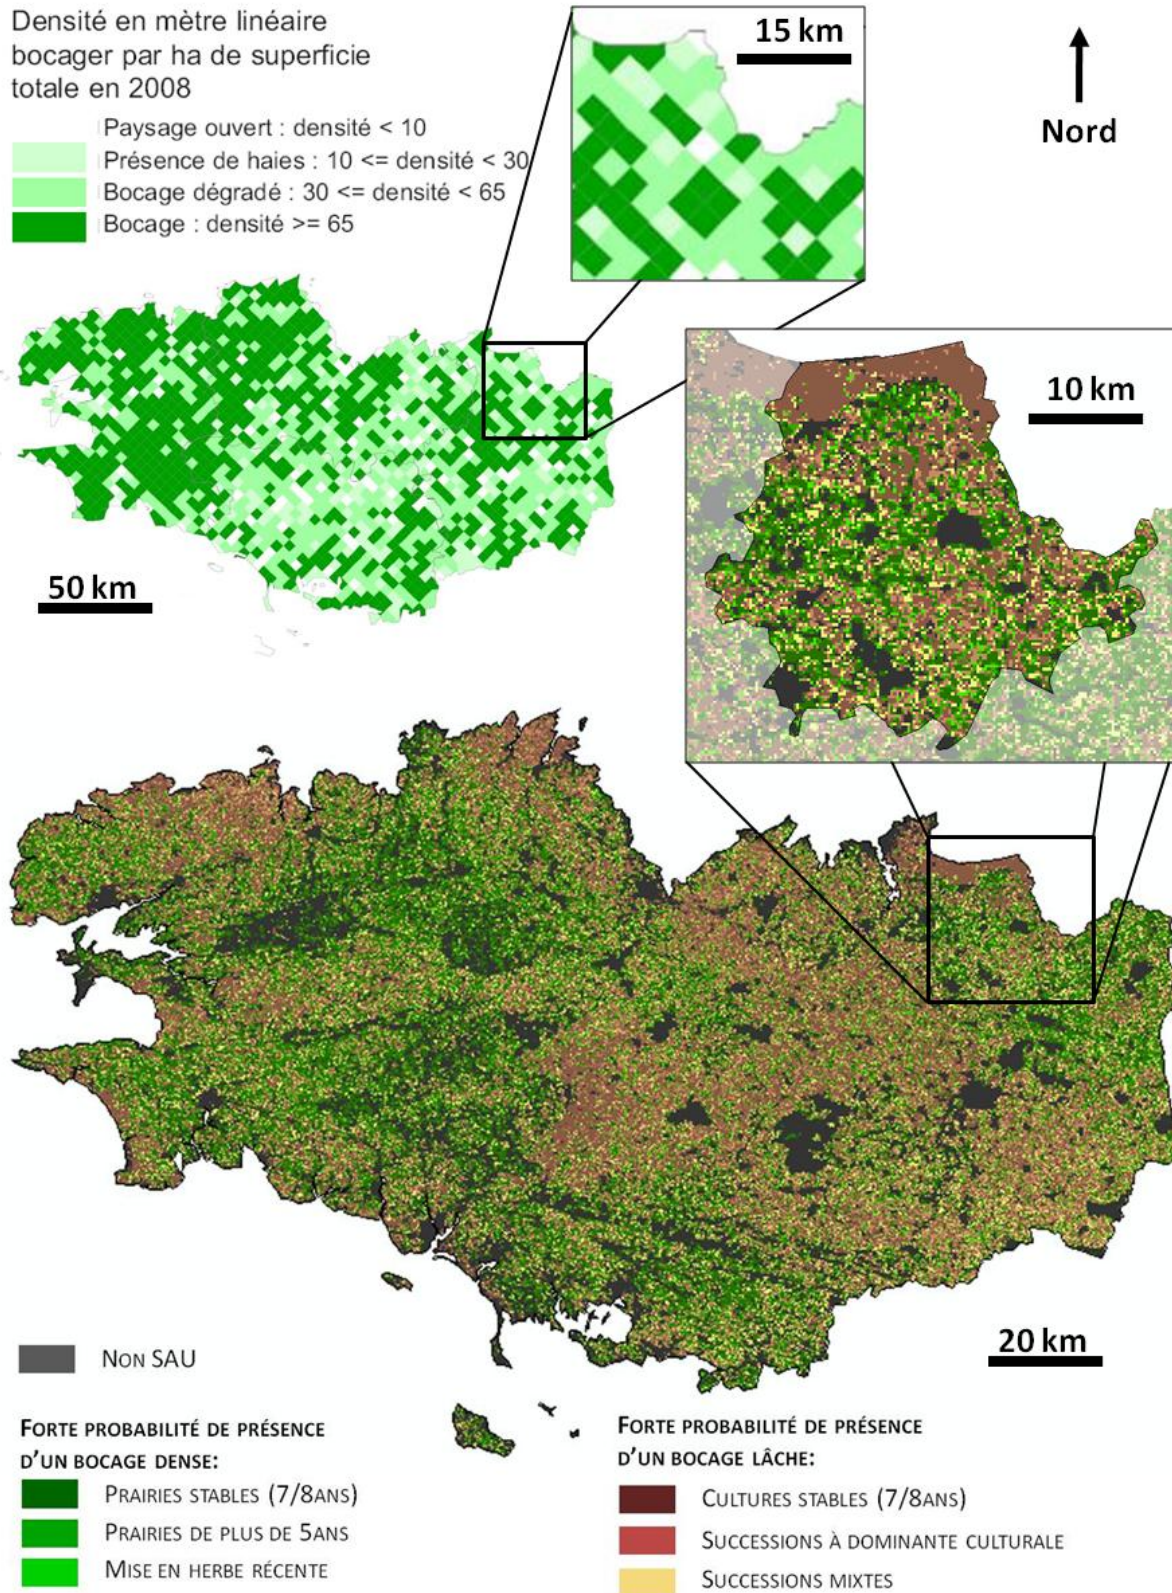 Densité en mètre linéaire
bocager par ha de superficie
totale en 2008
Paysage ouvert : densité < 10
Présence de haies : 10 <= densité < 30
Bocage dégradé : 30 <= densité < 65
Bocage : densité >= 65
15 km
Nord
50 km
10 km
20 km
NON SAU
FORTE PROBABILITÉ DE PRÉSENCE
D'UN BOCAGE DENSE:
PRAIRIES STABLES (7/8ANS)
PRAIRIES DE PLUS DE 5ANS
MISE EN HERBE RÉCENTE
FORTE PROBABILITÉ DE PRÉSENCE
D'UN BOCAGE LÂCHE:
CULTURES STABLES (7/8ANS)
SUCCESSIONS À DOMINANTE CULTURALE
SUCCESSIONS MIXTES